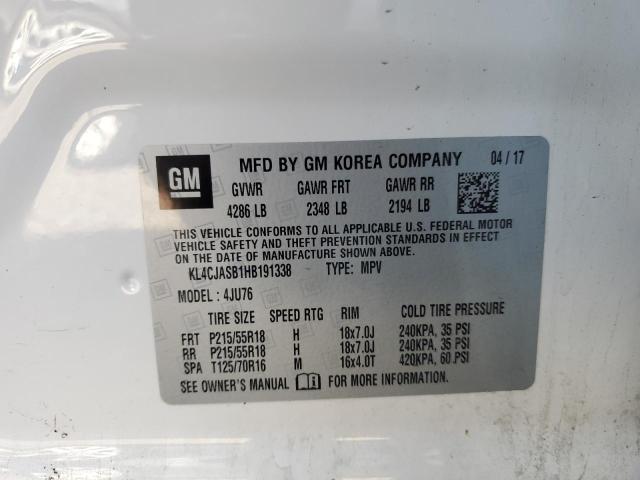 GM
MFD BY GM KOREA COMPANY 04 / 17
GVWR GAWR FRT GAWR RR
4286 LB 2348 LB 2194 LB
THIS VEHICLE CONFORMS TO ALL APPLICABLE U.S. FEDERAL MOTOR
VEHICLE SAFETY AND THEFT PREVENTION STANDARDS IN EFFECT
ON THE DATE OF MANUFACTURE SHOWN ABOVE.
KL4CJASB1HB191338 TYPE: MPV
MODEL : 4JU76
TIRE SIZE SPEED RTG RIM COLD TIRE PRESSURE
FRT P215/55R18 H 18x7.0J 240KPA, 35 PSI
RR P215/55R18 H 18x7.0J 240KPA, 35 PSI
SPA T125/70R16 M 16x4.0T 420KPA, 60 PSI
SEE OWNER'S MANUAL FOR MORE INFORMATION.